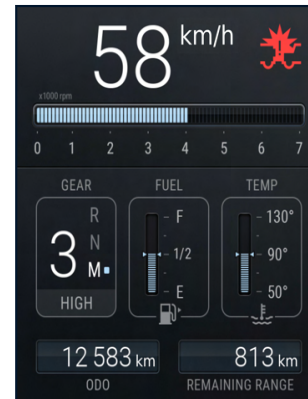 58 km/h
x1000 rpm
0 1 2 3 4 5 6 7
GEAR FUEL TEMP
R F 130°
3 N 1/2 90°
M
HIGH E 50°
12 583 km 813 km
ODO REMAINING RANGE